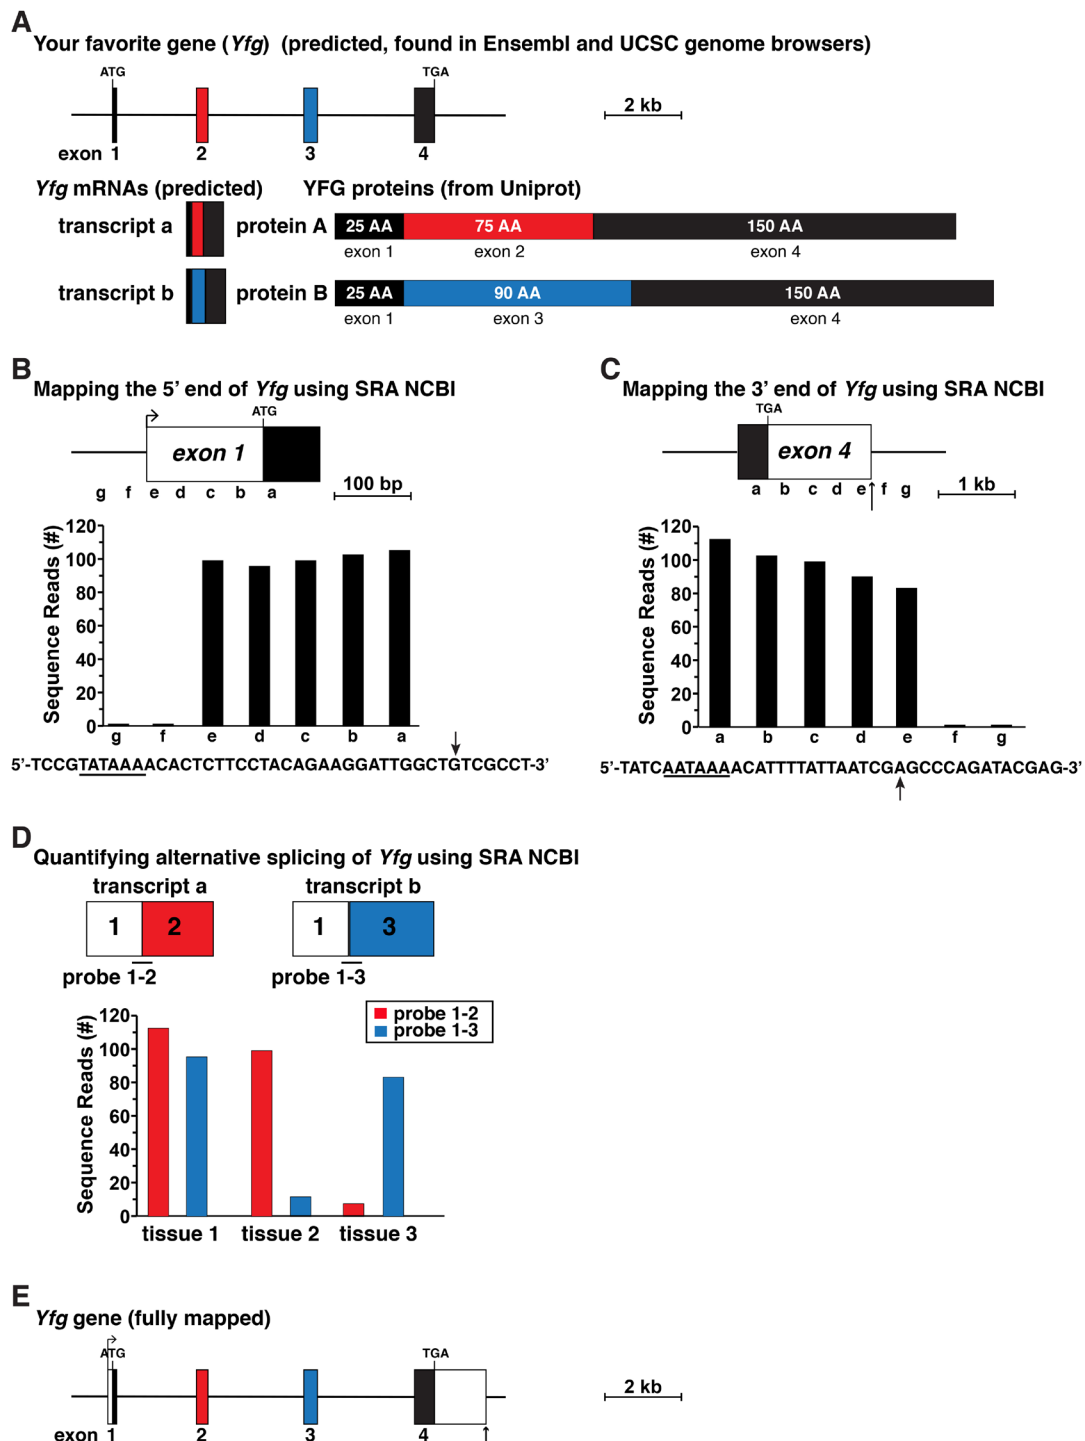 A
Your favorite gene (Yfg) (predicted, found in Ensembl and UCSC genome browsers)
ATG
TGA
2 kb
exon 1 2 3 4
Yfg mRNAs (predicted)
YFG proteins (from Uniprot)
transcript a
protein A
25 AA 75 AA 150 AA
exon 1 exon 2 exon 4
transcript b
protein B
25 AA 90 AA 150 AA
exon 1 exon 3 exon 4
B
Mapping the 5’ end of Yfg using SRA NCBI
ATG
exon 1
g f e d c b a
100 bp
Sequence Reads (#)
120
100
80
60
40
20
0
g f e d c b a
5’-TCCGTATAAAACACTCTTCCTACAGAAGGATTGGCTGTCGCCT-3’
C
Mapping the 3’ end of Yfg using SRA NCBI
TGA
exon 4
a b c d e f g
1 kb
Sequence Reads (#)
120
100
80
60
40
20
0
a b c d e f g
5’-TATCAATAAAACATTTTATTAATCGAGCCCAGATACGAG-3’
D
Quantifying alternative splicing of Yfg using SRA NCBI
transcript a
transcript b
1 2
1 3
probe 1-2
probe 1-3
probe 1-2
probe 1-3
Sequence Reads (#)
120
100
80
60
40
20
0
tissue 1 tissue 2 tissue 3
E
Yfg gene (fully mapped)
ATG
TGA
2 kb
exon 1 2 3 4